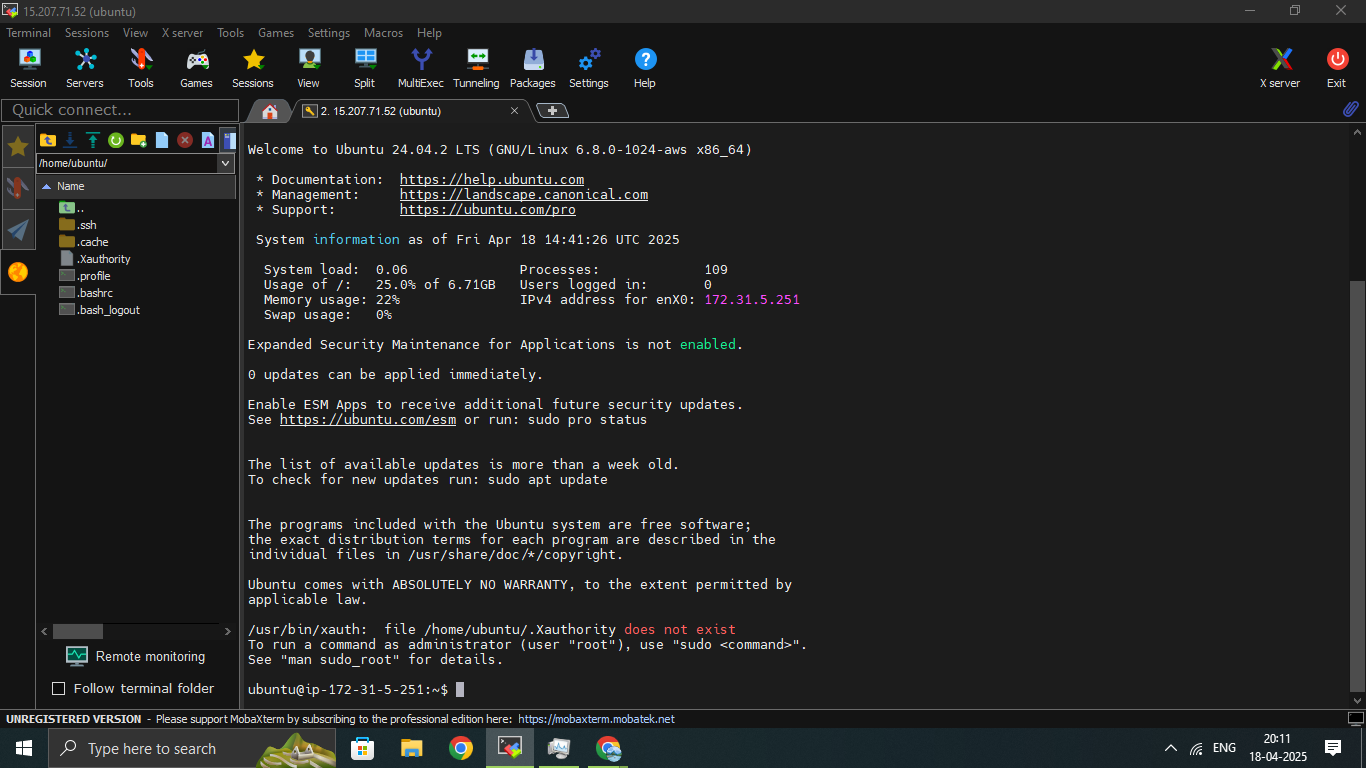 15.207.71.52 (ubuntu)
Terminal Sessions View X server Tools Games Settings Macros Help
Session Servers Tools Games Sessions View Split MultiExec Tunneling Packages Settings Help X server Exit
Quick connect...
2. 15.207.71.52 (ubuntu)
/home/ubuntu/
Name
..
.ssh
.cache
.Xauthority
.profile
.bashrc
.bash_logout
Remote monitoring
Follow terminal folder
Welcome to Ubuntu 24.04.2 LTS (GNU/Linux 6.8.0-1024-aws x86_64)
* Documentation: https://help.ubuntu.com
* Management: https://landscape.canonical.com
* Support: https://ubuntu.com/pro
System information as of Fri Apr 18 14:41:26 UTC 2025
System load: 0.06 Processes: 109
Usage of /: 25.0% of 6.71GB Users logged in: 0
Memory usage: 22% IPv4 address for enX0: 172.31.5.251
Swap usage: 0%
Expanded Security Maintenance for Applications is not enabled.
0 updates can be applied immediately.
Enable ESM Apps to receive additional future security updates.
See https://ubuntu.com/esm or run: sudo pro status
The list of available updates is more than a week old.
To check for new updates run: sudo apt update
The programs included with the Ubuntu system are free software;
the exact distribution terms for each program are described in the
individual files in /usr/share/doc/*/copyright.
Ubuntu comes with ABSOLUTELY NO WARRANTY, to the extent permitted by
applicable law.
/usr/bin/xauth: file /home/ubuntu/.Xauthority does not exist
To run a command as administrator (user "root"), use "sudo <command>".
See "man sudo_root" for details.
ubuntu@ip-172-31-5-251:~$
UNREGISTERED VERSION - Please support MobaXterm by subscribing to the professional edition here: https://mobaxterm.mobatek.net
Type here to search
ENG
20:11
18-04-2025